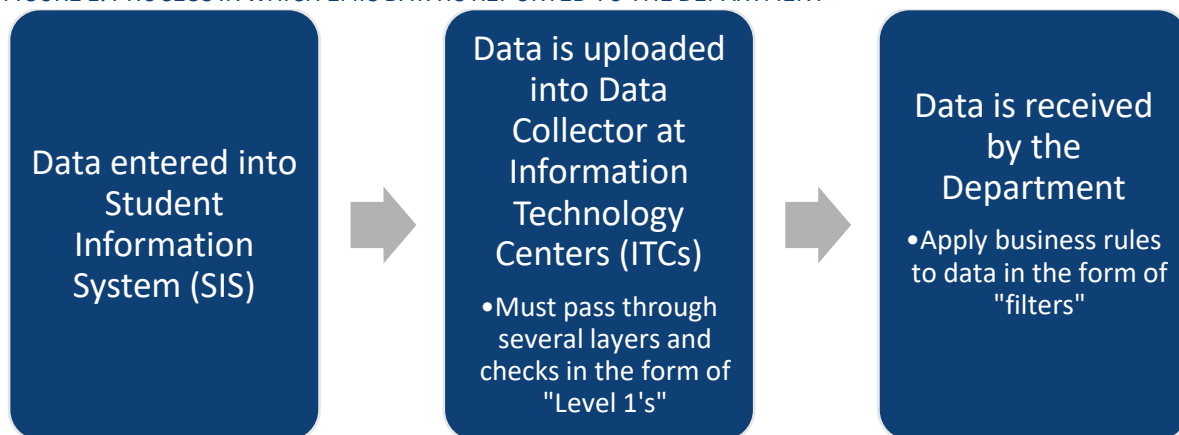 Data entered into
Student
Information
System (SIS)
Data is uploaded
into Data
Collector at
Information
Technology
Centers (ITCs)
•Must pass through
several layers and
checks in the form of
"Level 1's"
Data is received
by the
Department
•Apply business rules
to data in the form of
"filters"